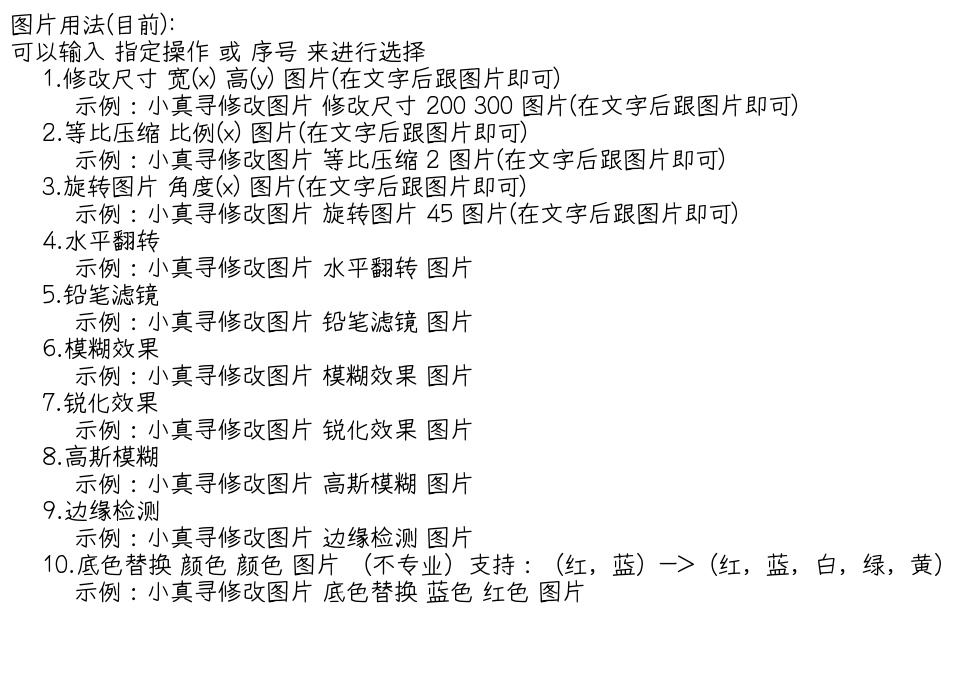 图片用法(目前):
可以输入 指定操作 或 序号 来进行选择
1.修改尺寸 宽(x) 高(y) 图片(在文字后跟图片即可)
示例：小真寻修改图片 修改尺寸 200 300 图片(在文字后跟图片即可)
2.等比压缩 比例(x) 图片(在文字后跟图片即可)
示例：小真寻修改图片 等比压缩 2 图片(在文字后跟图片即可)
3.旋转图片 角度(x) 图片(在文字后跟图片即可)
示例：小真寻修改图片 旋转图片 45 图片(在文字后跟图片即可)
4.水平翻转
示例：小真寻修改图片 水平翻转 图片
5.铅笔滤镜
示例：小真寻修改图片 铅笔滤镜 图片
6.模糊效果
示例：小真寻修改图片 模糊效果 图片
7.锐化效果
示例：小真寻修改图片 锐化效果 图片
8.高斯模糊
示例：小真寻修改图片 高斯模糊 图片
9.边缘检测
示例：小真寻修改图片 边缘检测 图片
10.底色替换 颜色 颜色 图片 （不专业）支持：（红，蓝）—>（红，蓝，白，绿，黄）
示例：小真寻修改图片 底色替换 蓝色 红色 图片